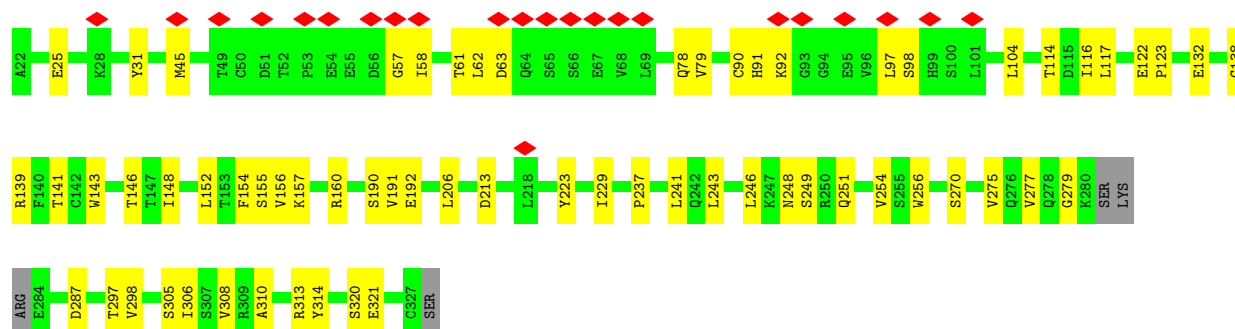 A22 E25 K28 Y31 M45 T49 C50 D51 T52 P53 E54 E55 D56 G57 I58 T61 L62 D63 Q64 S65 S66 E67 V68 L69 Q78 V79 C90 H91 K92 G93 G94 E95 V96 L97 S98 H99 S100 L101 L104 T114 D115 I116 L117 E122 P123 E132
R139 F140 T141 C142 W143 T146 T147 I148 L152 T153 F154 S155 V156 K157 R160 S190 V191 E192 L206 D213 L218 Y223 I229 P237 L241 Q242 L243 L246 K247 N248 S249 R250 Q251 V254 S255 W256 S270 V275 Q276 V277 Q278 G279 K280 SER LYS
ARG E284 D287 T297 V298 S305 I306 S307 V308 R309 A310 R313 Y314 S320 E321 C327 SER